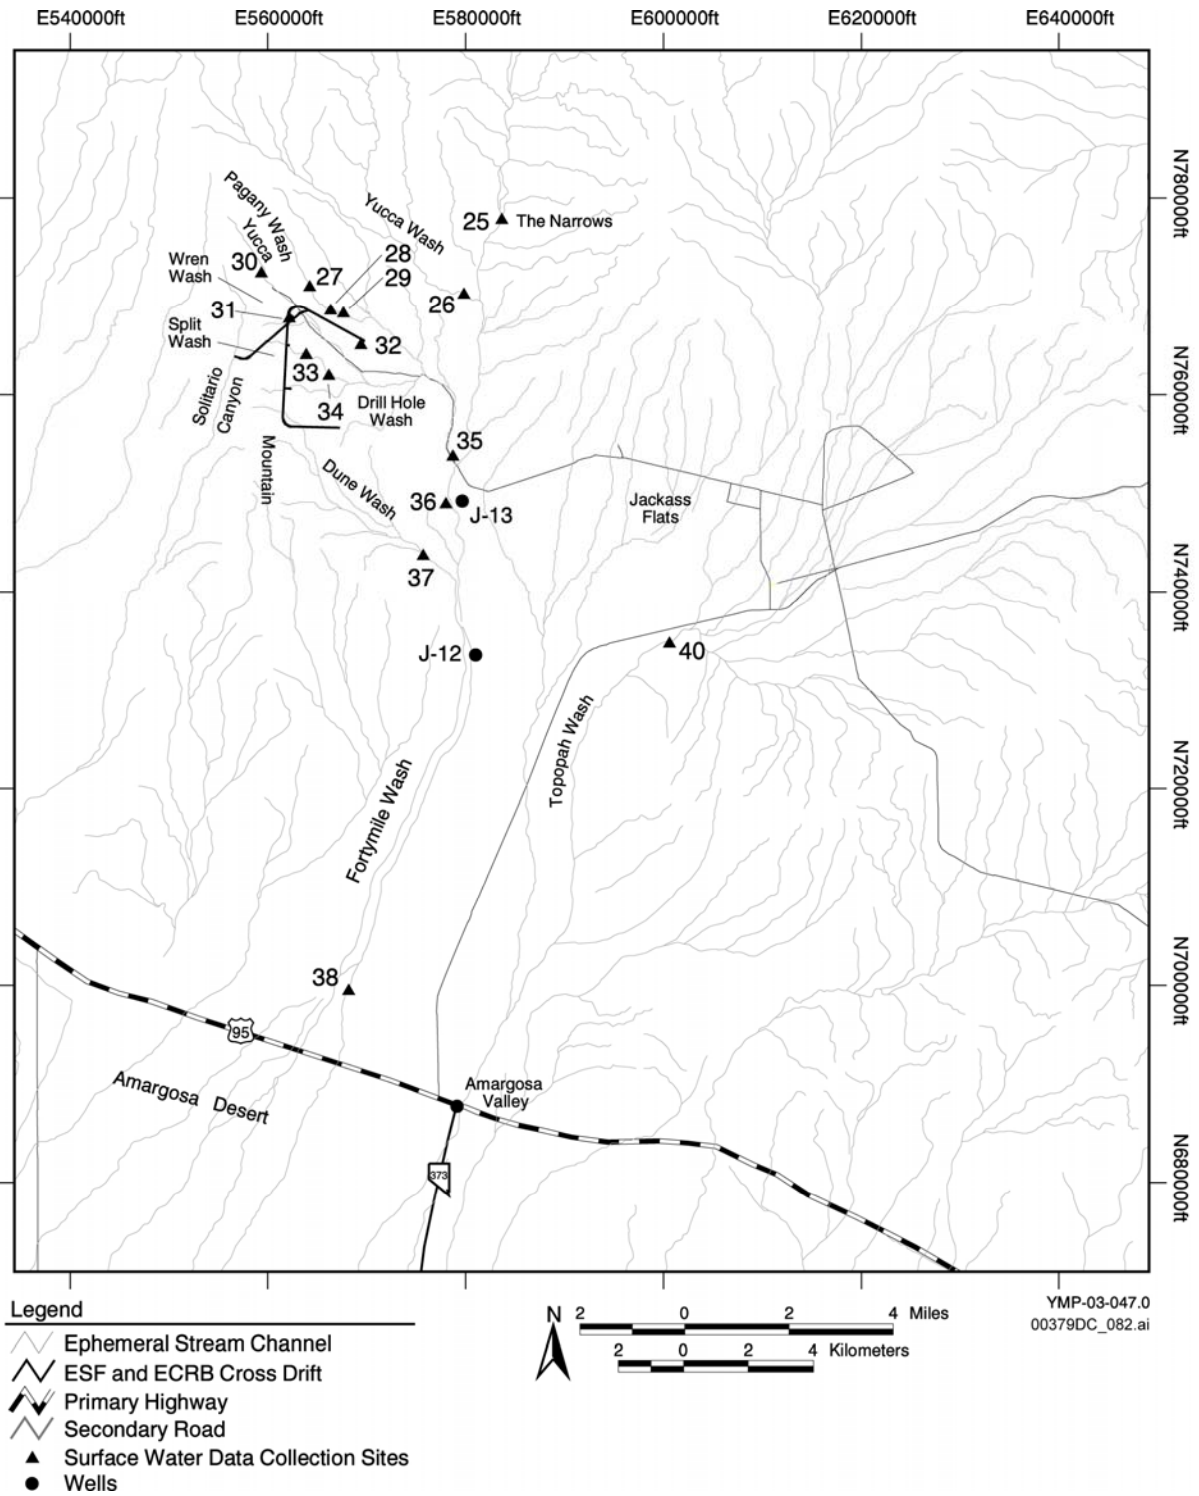 E540000ft E560000ft E580000ft E600000ft E620000ft E640000ft
N780000ft
Pagany Wash
Yucca Wash
Yucca
25
The Narrows
Wren
Wash
30
27
28
29
26
31
Split
Wash
32
33
34
N760000ft
Solitario
Canyon
Drill Hole
Wash
35
Mountain
Dune Wash
36
J-13
Jackass
Flats
37
N740000ft
J-12
40
Topopah Wash
N720000ft
Fortymile Wash
38
N700000ft
95
Amargosa Desert
Amargosa
Valley
373
N680000ft
Legend
Ephemeral Stream Channel
ESF and ECRB Cross Drift
Primary Highway
Secondary Road
Surface Water Data Collection Sites
Wells
N
2 0 2 4 Miles
2 0 2 4 Kilometers
YMP-03-047.0
00379DC_082.ai